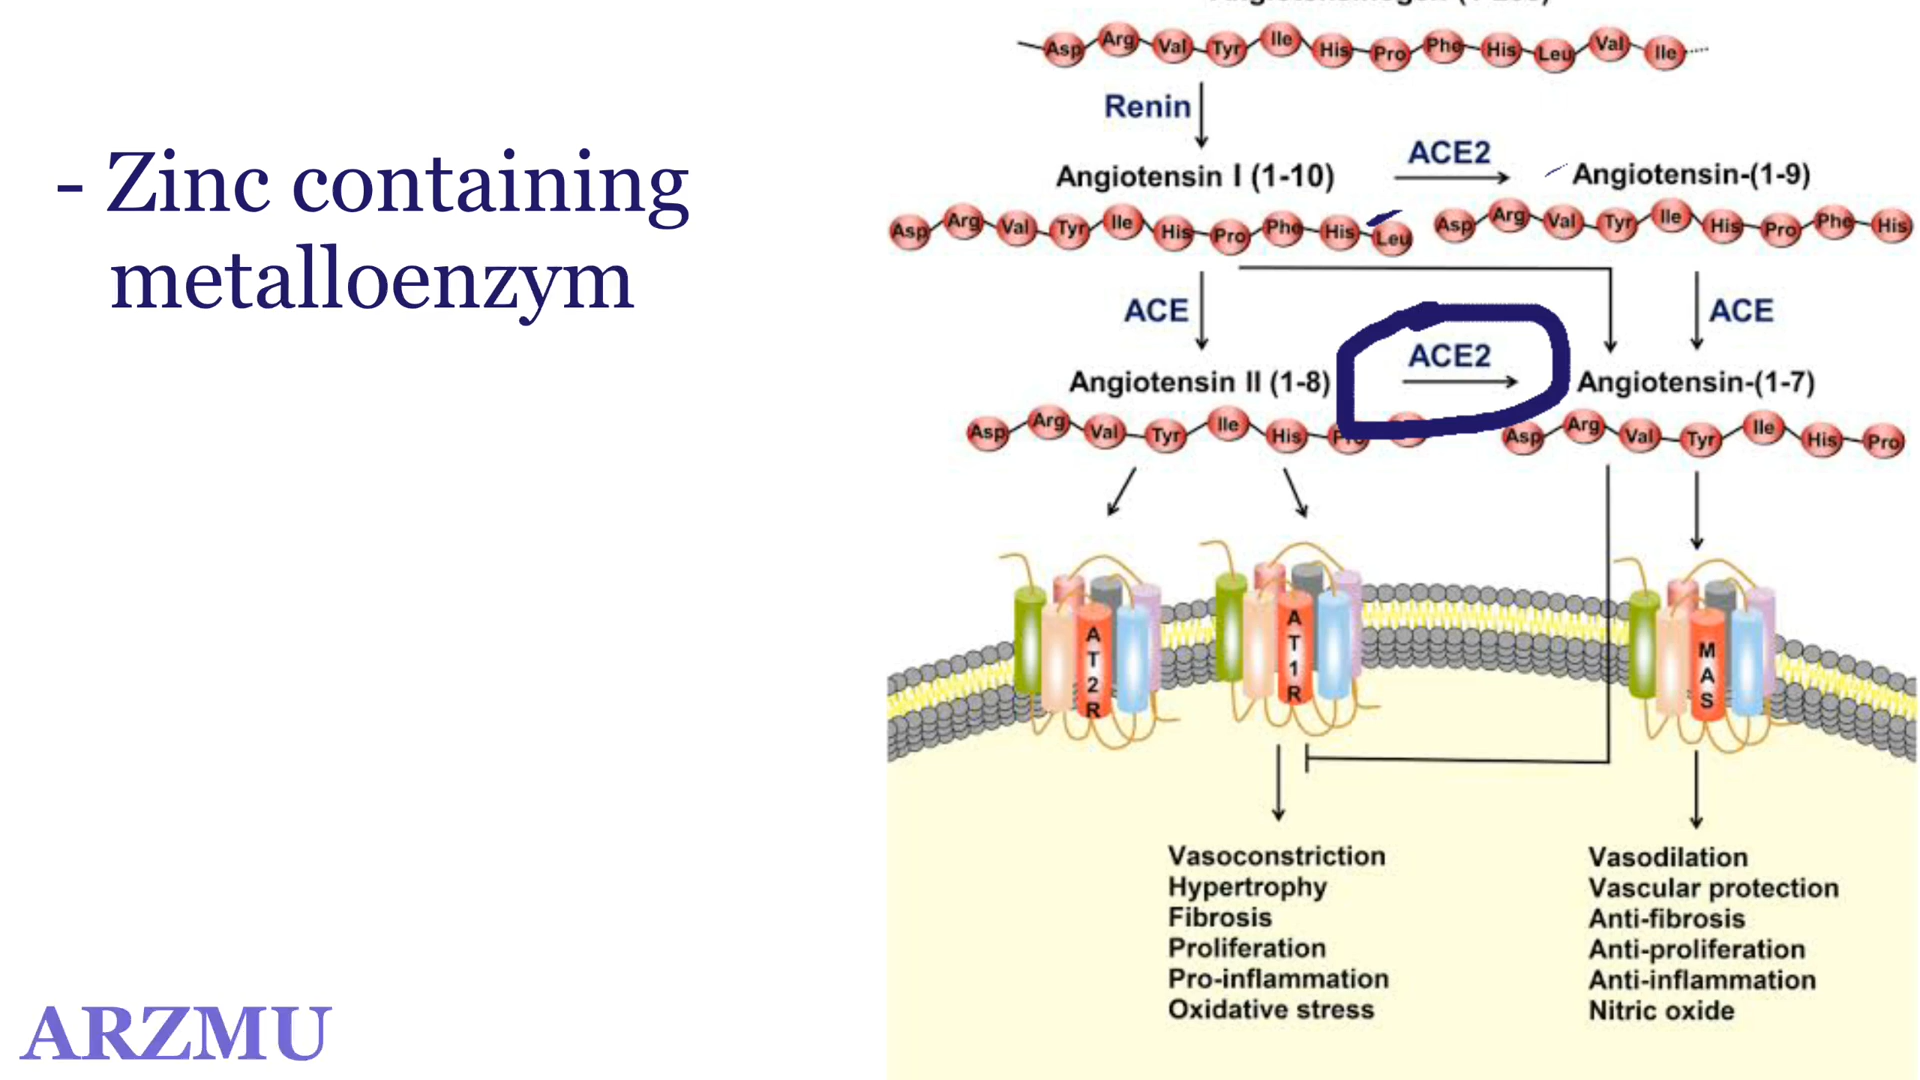 - Zinc containing
metalloenzym
Asp Arg Val Tyr Ile His Pro Phe His Leu Val Ile
Renin
Angiotensin I (1-10)
ACE2
Angiotensin-(1-9)
Asp Arg Val Tyr Ile His Pro Phe His Leu
Asp Arg Val Tyr Ile His Pro Phe His
ACE
ACE
Angiotensin II (1-8)
ACE2
Angiotensin-(1-7)
Asp Arg Val Tyr Ile His Pro
Asp Arg Val Tyr Ile His Pro
AT2R
AT1R
MAS
Vasoconstriction
Hypertrophy
Fibrosis
Proliferation
Pro-inflammation
Oxidative stress
Vasodilation
Vascular protection
Anti-fibrosis
Anti-proliferation
Anti-inflammation
Nitric oxide
ARZMU